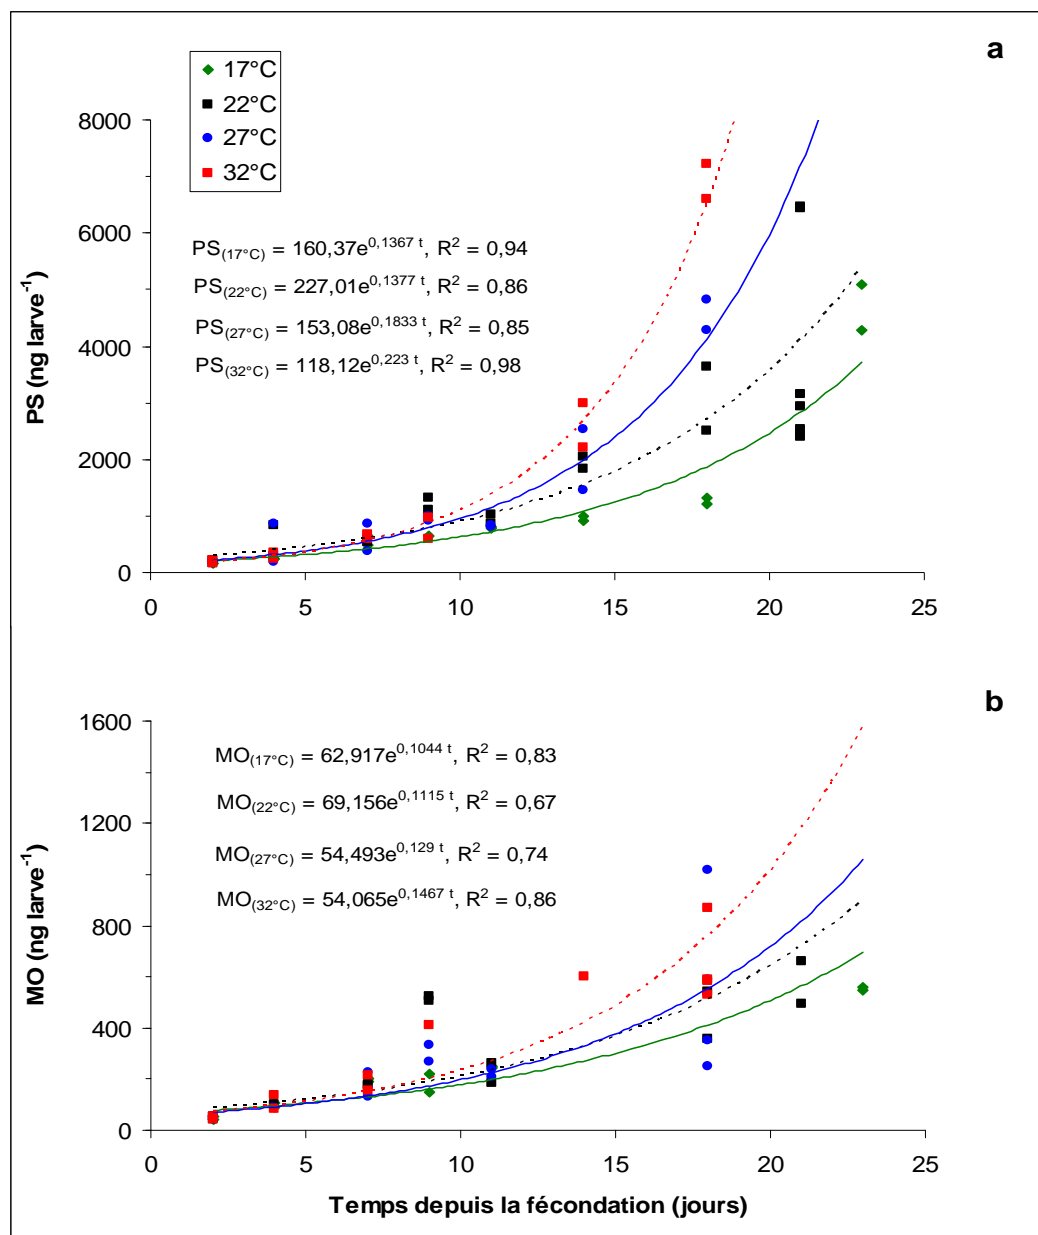 a
17°C
22°C
27°C
32°C
PS (ng larve-1)
8000
6000
4000
2000
0
PS(17°C) = 160,37e0,1367 t, R2 = 0,94
PS(22°C) = 227,01e0,1377 t, R2 = 0,86
PS(27°C) = 153,08e0,1833 t, R2 = 0,85
PS(32°C) = 118,12e0,223 t, R2 = 0,98
0 5 10 15 20 25
b
MO (ng larve-1)
1600
1200
800
400
0
MO(17°C) = 62,917e0,1044 t, R2 = 0,83
MO(22°C) = 69,156e0,1115 t, R2 = 0,67
MO(27°C) = 54,493e0,129 t, R2 = 0,74
MO(32°C) = 54,065e0,1467 t, R2 = 0,86
0 5 10 15 20 25
Temps depuis la fécondation (jours)